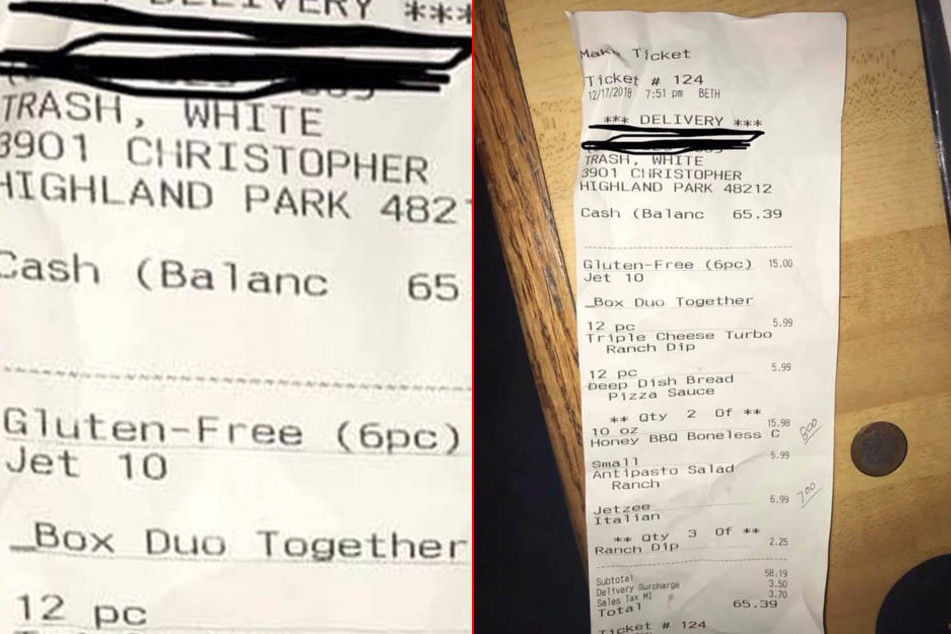 DELIVERY ***
TRASH, WHITE
3901 CHRISTOPHER
HIGHLAND PARK 4821
Cash (Balanc 65
Gluten-Free (6pc)
Jet 10
_Box Duo Together
12 pc
Make Ticket
Ticket # 124
12/17/2018 7:51 pm BETH
*** DELIVERY ***
TRASH, WHITE
3901 CHRISTOPHER
HIGHLAND PARK 48212
Cash (Balanc 65.39
Gluten-Free (6pc) 15.00
Jet 10
_Box Duo Together
5.99
12 pc
Triple Cheese Turbo
Ranch Dip
5.99
12 pc
Deep Dish Bread
Pizza Sauce
** Qty 2 Of **
15.98
10 oz
Honey BBQ Boneless C 800
5.99
Small
Antipasto Salad
Ranch
6.99 700
Jetzee
Italian
** Qty 3 Of **
2.25
Ranch Dip
Subtotal 58.19
Delivery Surcharge 3.50
Sales Tax MI 3.70
Total 65.39
Ticket # 124